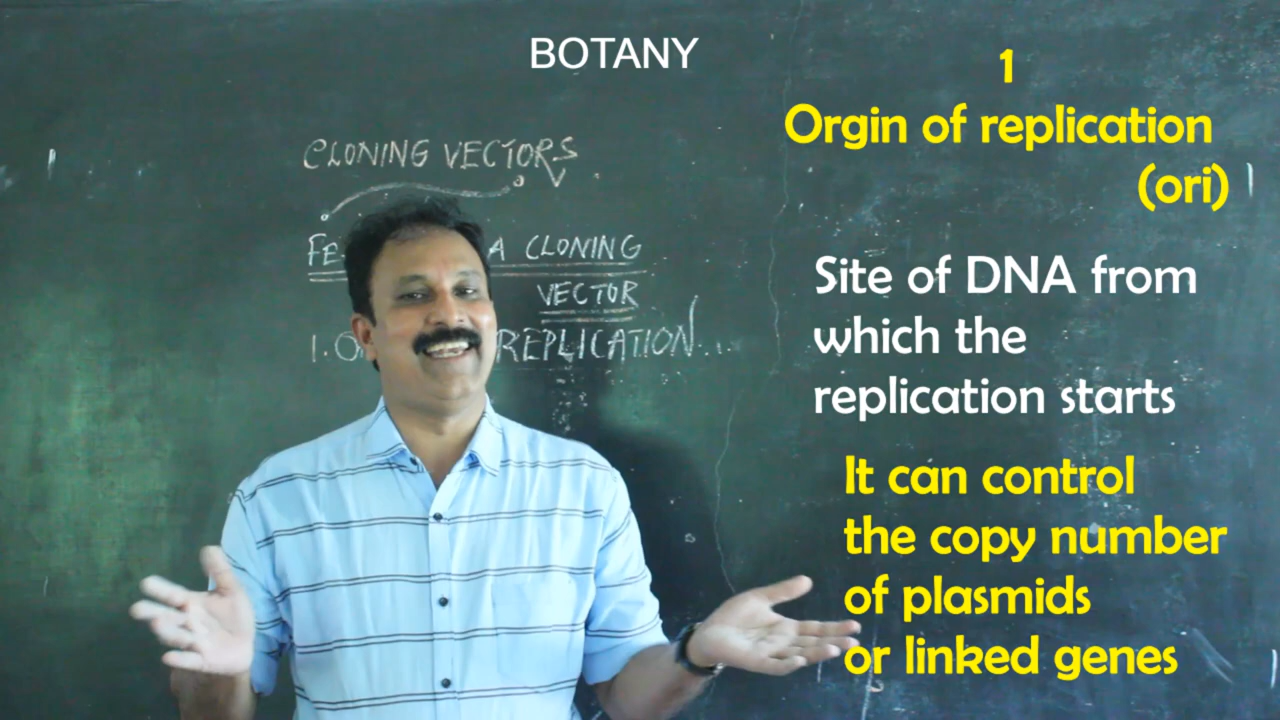 BOTANY
CLONING VECTORS
A CLONING
VECTOR
1. REPLICATION...
1
Orgin of replication
(ori)
Site of DNA from
which the
replication starts
It can control
the copy number
of plasmids
or linked genes